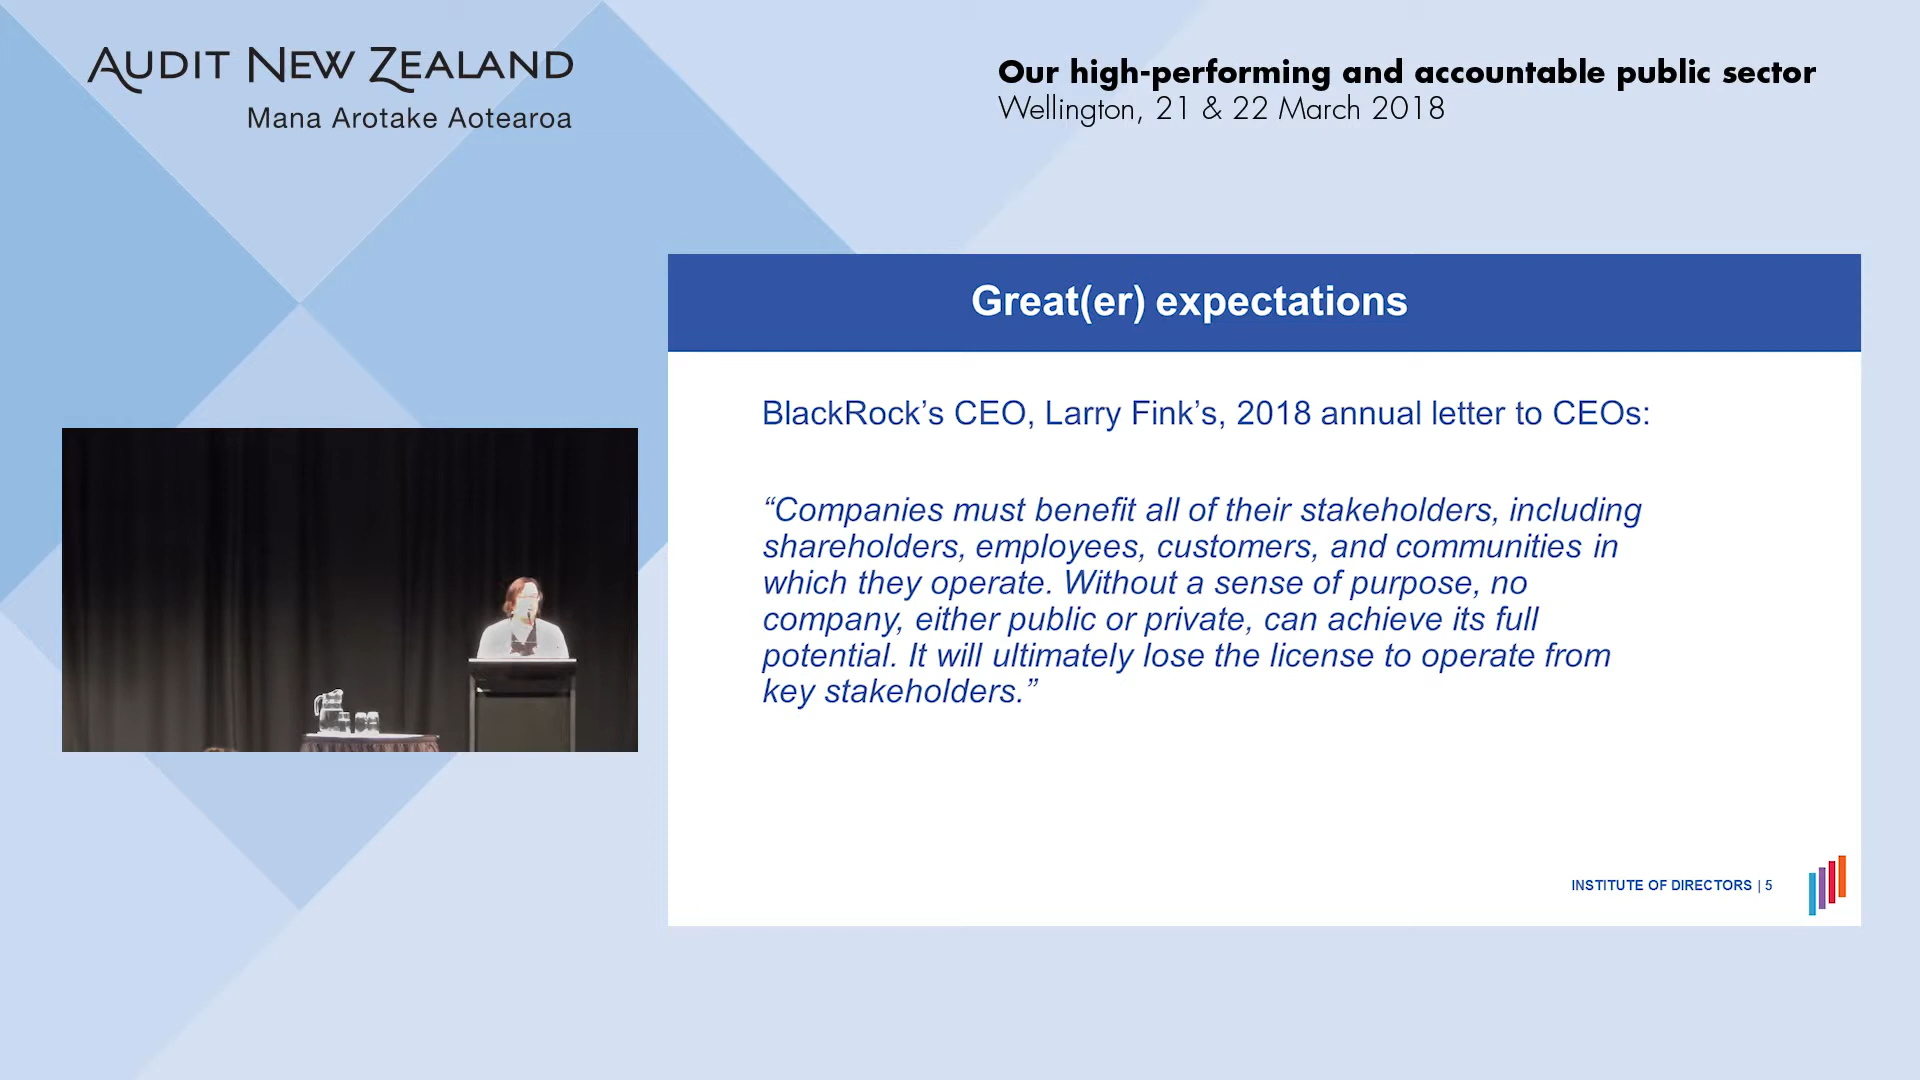 AUDIT NEW ZEALAND
Mana Arotake Aotearoa
Our high-performing and accountable public sector
Wellington, 21 & 22 March 2018
Great(er) expectations
BlackRock’s CEO, Larry Fink’s, 2018 annual letter to CEOs:
“Companies must benefit all of their stakeholders, including
shareholders, employees, customers, and communities in
which they operate. Without a sense of purpose, no
company, either public or private, can achieve its full
potential. It will ultimately lose the license to operate from
key stakeholders.”
INSTITUTE OF DIRECTORS | 5